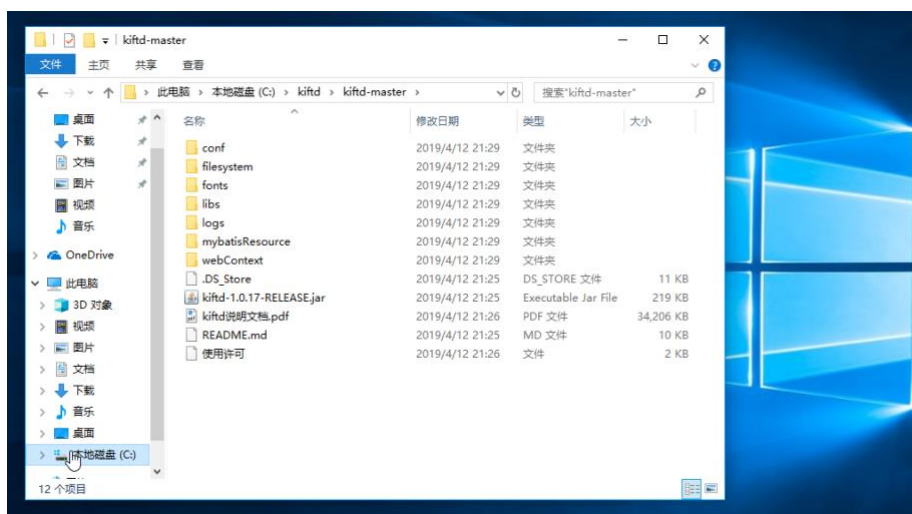 kiftd-master
文件 主页 共享 查看
此电脑 > 本地磁盘 (C:) > kiftd > kiftd-master > 搜索"kiftd-master"
名称 修改日期 类型 大小
桌面
下载
文档
图片
视频
音乐
OneDrive
此电脑
3D 对象
视频
图片
文档
下载
音乐
桌面
本地磁盘 (C:)
conf 2019/4/12 21:29 文件夹
filesystem 2019/4/12 21:29 文件夹
fonts 2019/4/12 21:29 文件夹
libs 2019/4/12 21:29 文件夹
logs 2019/4/12 21:29 文件夹
mybatisResource 2019/4/12 21:29 文件夹
webContext 2019/4/12 21:29 文件夹
.DS_Store 2019/4/12 21:25 DS_STORE 文件 11 KB
kiftd-1.0.17-RELEASE.jar 2019/4/12 21:25 Executable Jar File 219 KB
kiftd说明文档.pdf 2019/4/12 21:26 PDF 文件 34,206 KB
README.md 2019/4/12 21:25 MD 文件 10 KB
使用许可 2019/4/12 21:26 文件 2 KB
12 个项目